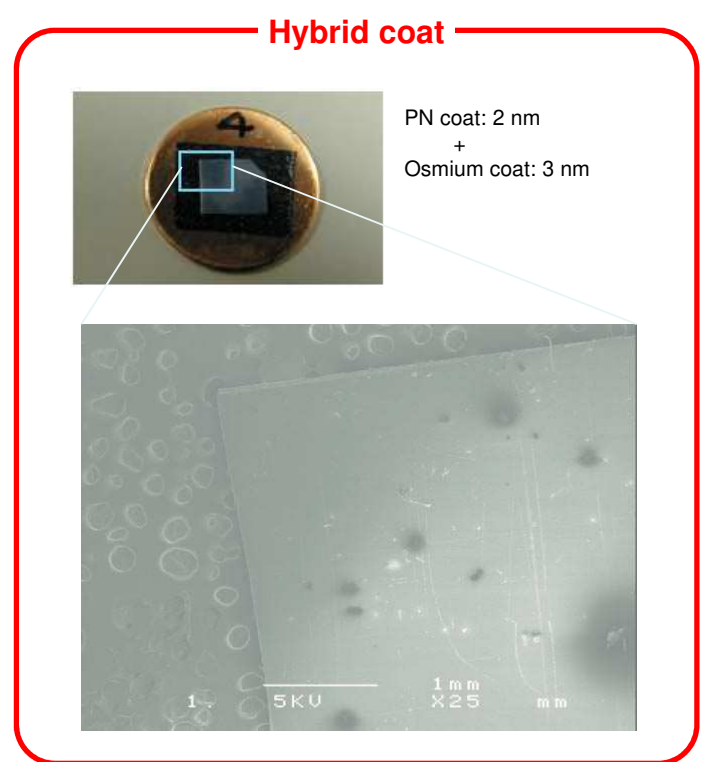 Hybrid coat
4
PN coat: 2 nm
+
Osmium coat: 3 nm
1mm
1. 5KV X25 mm